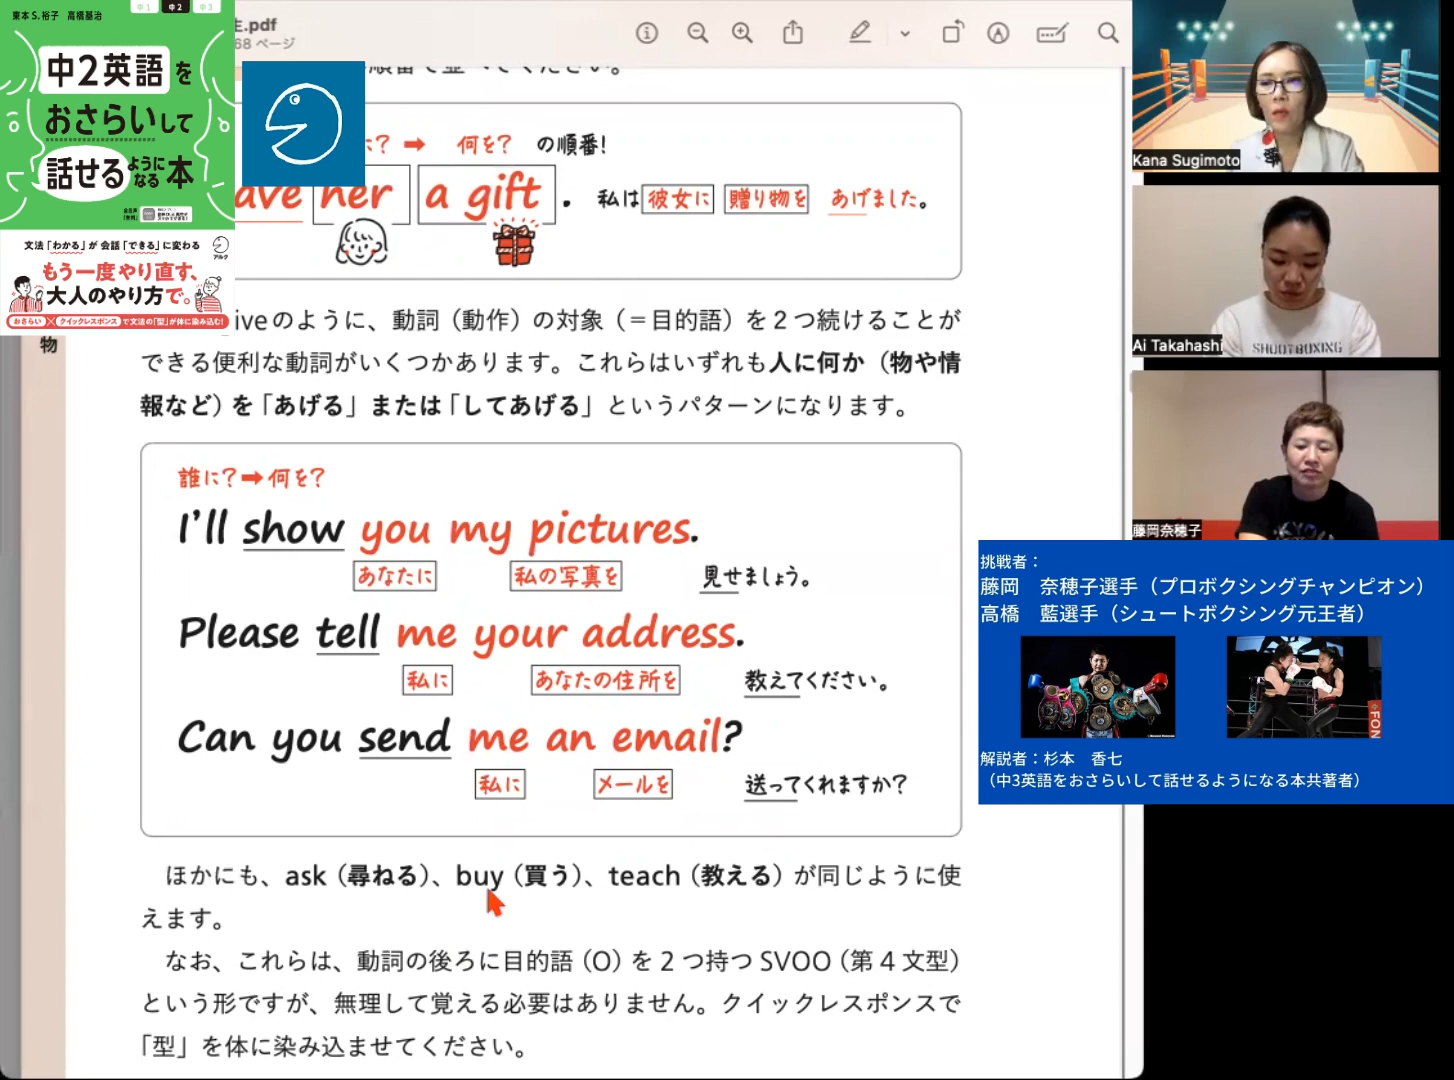 東本S.裕子 高橋基治
中1 中2 中3
中2英語を
おさらいして
話せるようになる本
文法「わかる」が会話「できる」に変わる
アルク
もう一度やり直す、
大人のやり方で。
おさらい×クイックレスポンスで文法の「型」が体に染み込む!
主.pdf
68 ページ
順番で並べてください。
に? ➡ 何を? の順番!
ave her a gift. 私は 彼女に 贈り物を あげました。
物
iveのように、動詞(動作)の対象(=目的語)を2つ続けることが
できる便利な動詞がいくつかあります。これらはいずれも人に何か(物や情
報など)を「あげる」または「してあげる」というパターンになります。
誰に?➡何を?
I'll show you my pictures.
あなたに 私の写真を 見せましょう。
Please tell me your address.
私に あなたの住所を 教えてください。
Can you send me an email?
私に メールを 送ってくれますか?
ほかにも、ask(尋ねる)、buy(買う)、teach(教える)が同じように使
えます。
なお、これらは、動詞の後ろに目的語(O)を2つ持つSVOO(第4文型)
という形ですが、無理して覚える必要はありません。クイックレスポンスで
「型」を体に染み込ませてください。
Kana Sugimoto
SHOOTBOXING
Ai Takahashi
藤岡奈穂子
挑戦者:
藤岡 奈穂子選手(プロボクシングチャンピオン)
高橋 藍選手(シュートボクシング元王者)
FON
解説者:杉本 香七
(中3英語をおさらいして話せるようになる本共著者)